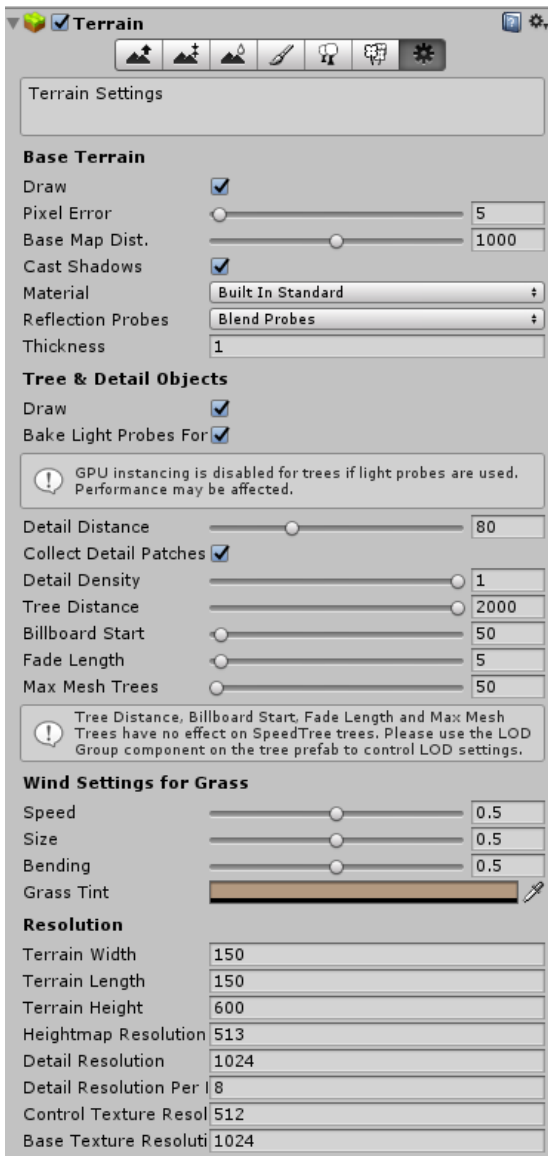 Terrain
Terrain Settings
Base Terrain
Draw
Pixel Error 5
Base Map Dist. 1000
Cast Shadows
Material Built In Standard
Reflection Probes Blend Probes
Thickness 1
Tree & Detail Objects
Draw
Bake Light Probes For
GPU instancing is disabled for trees if light probes are used.
Performance may be affected.
Detail Distance 80
Collect Detail Patches
Detail Density 1
Tree Distance 2000
Billboard Start 50
Fade Length 5
Max Mesh Trees 50
Tree Distance, Billboard Start, Fade Length and Max Mesh
Trees have no effect on SpeedTree trees. Please use the LOD
Group component on the tree prefab to control LOD settings.
Wind Settings for Grass
Speed 0.5
Size 0.5
Bending 0.5
Grass Tint
Resolution
Terrain Width 150
Terrain Length 150
Terrain Height 600
Heightmap Resolution 513
Detail Resolution 1024
Detail Resolution Per 8
Control Texture Resol 512
Base Texture Resoluti 1024